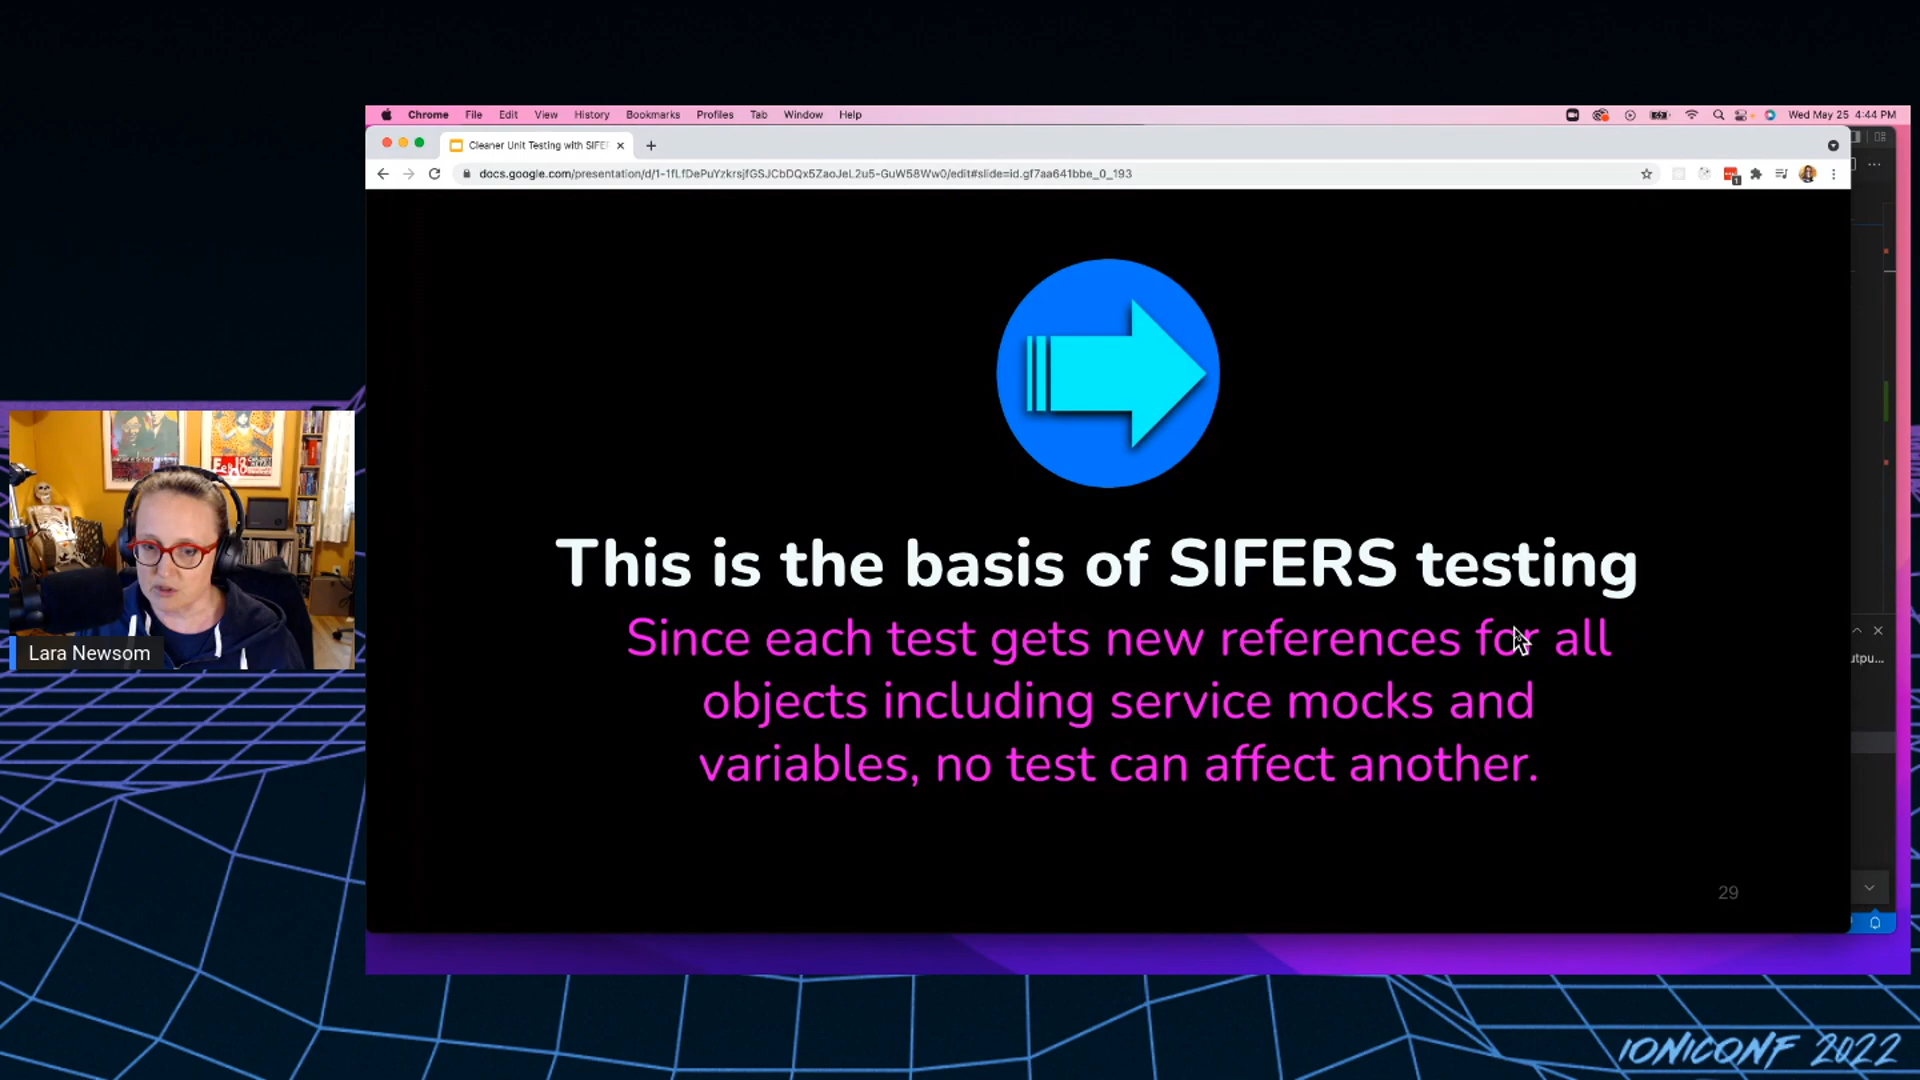 Chrome File Edit View History Bookmarks Profiles Tab Window Help Wed May 25 4:44 PM
Cleaner Unit Testing with SIFE
docs.google.com/presentation/d/1-1fLfDePuYzkrsjfGSJCbDQx5ZaoJeL2u5-GuW58Ww0/edit#slide=id.gf7aa641bbe_0_193
This is the basis of SIFERS testing
Since each test gets new references for all
objects including service mocks and
variables, no test can affect another.
29
utpu...
Lara Newsom
IONICONF 2022